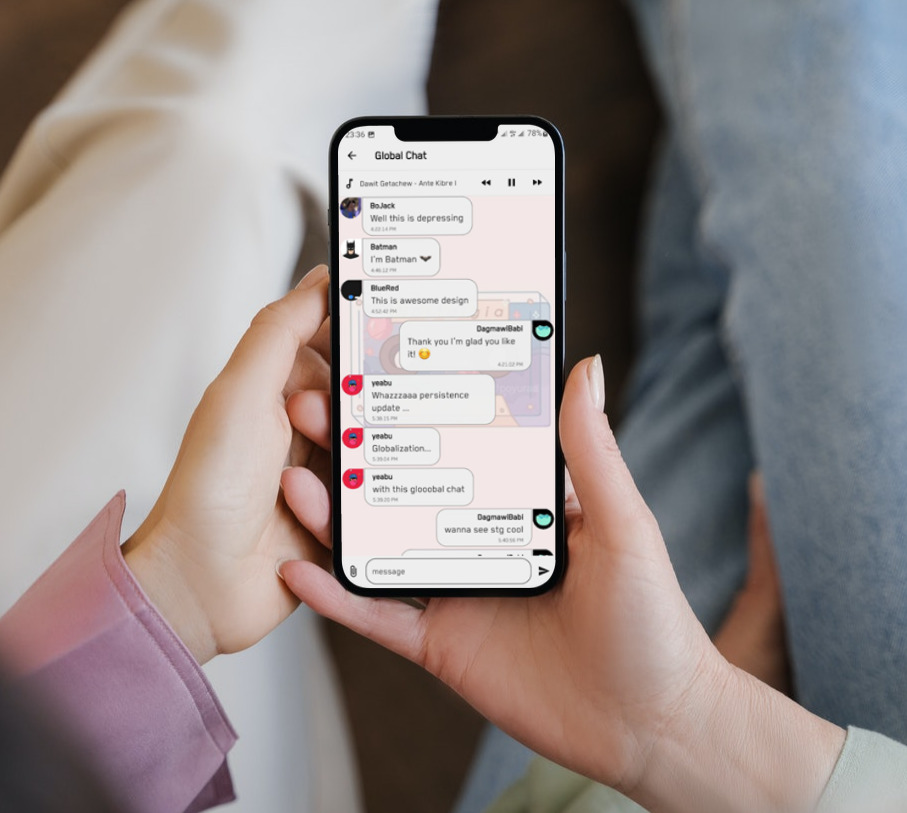 23:36
78%
Global Chat
Dawit Getachew - Ante Kibre I
BoJack
Well this is depressing
4:22:14 PM
Batman
I'm Batman
4:46:12 PM
BlueRed
This is awesome design
4:52:42 PM
DagmawiBabi
Thank you I'm glad you like
it! 😊
4:21:52 PM
yeabu
Whazzzaaa persistence
update ...
5:38:25 PM
yeabu
Globalization...
5:39:04 PM
yeabu
with this glooobal chat
5:39:20 PM
DagmawiBabi
wanna see stg cool
5:40:06 PM
message